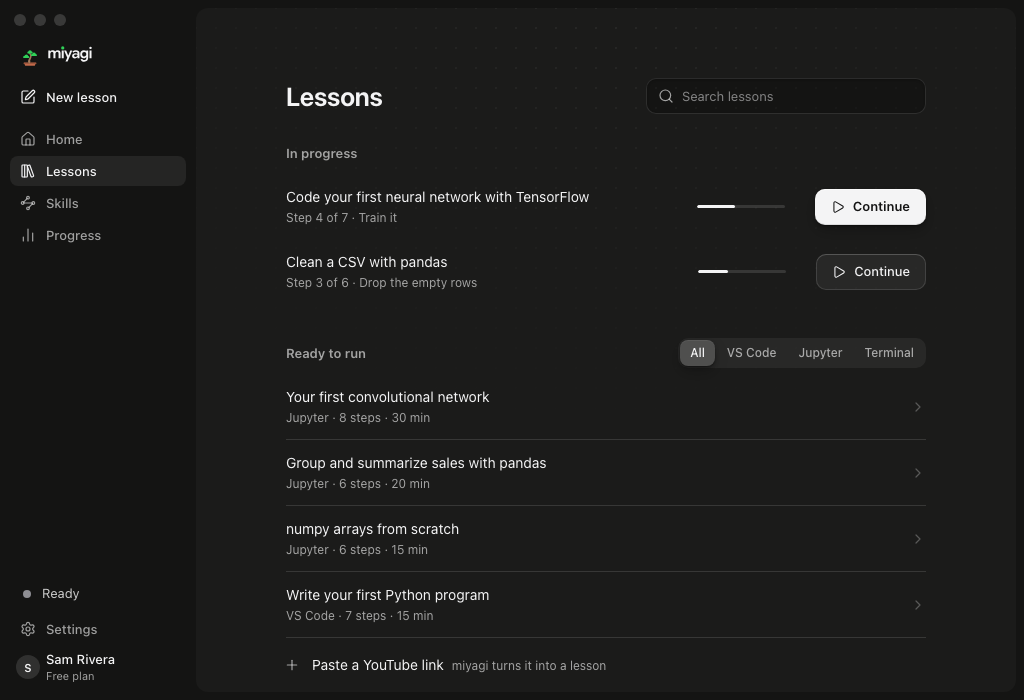 miyagi
New lesson
Home
Lessons
Skills
Progress
Ready
Settings
S
Sam Rivera
Free plan
Lessons
Search lessons
In progress
Code your first neural network with TensorFlow
Step 4 of 7 · Train it
Continue
Clean a CSV with pandas
Step 3 of 6 · Drop the empty rows
Continue
Ready to run
All VS Code Jupyter Terminal
Your first convolutional network
Jupyter · 8 steps · 30 min
Group and summarize sales with pandas
Jupyter · 6 steps · 20 min
numpy arrays from scratch
Jupyter · 6 steps · 15 min
Write your first Python program
VS Code · 7 steps · 15 min
Paste a YouTube link miyagi turns it into a lesson